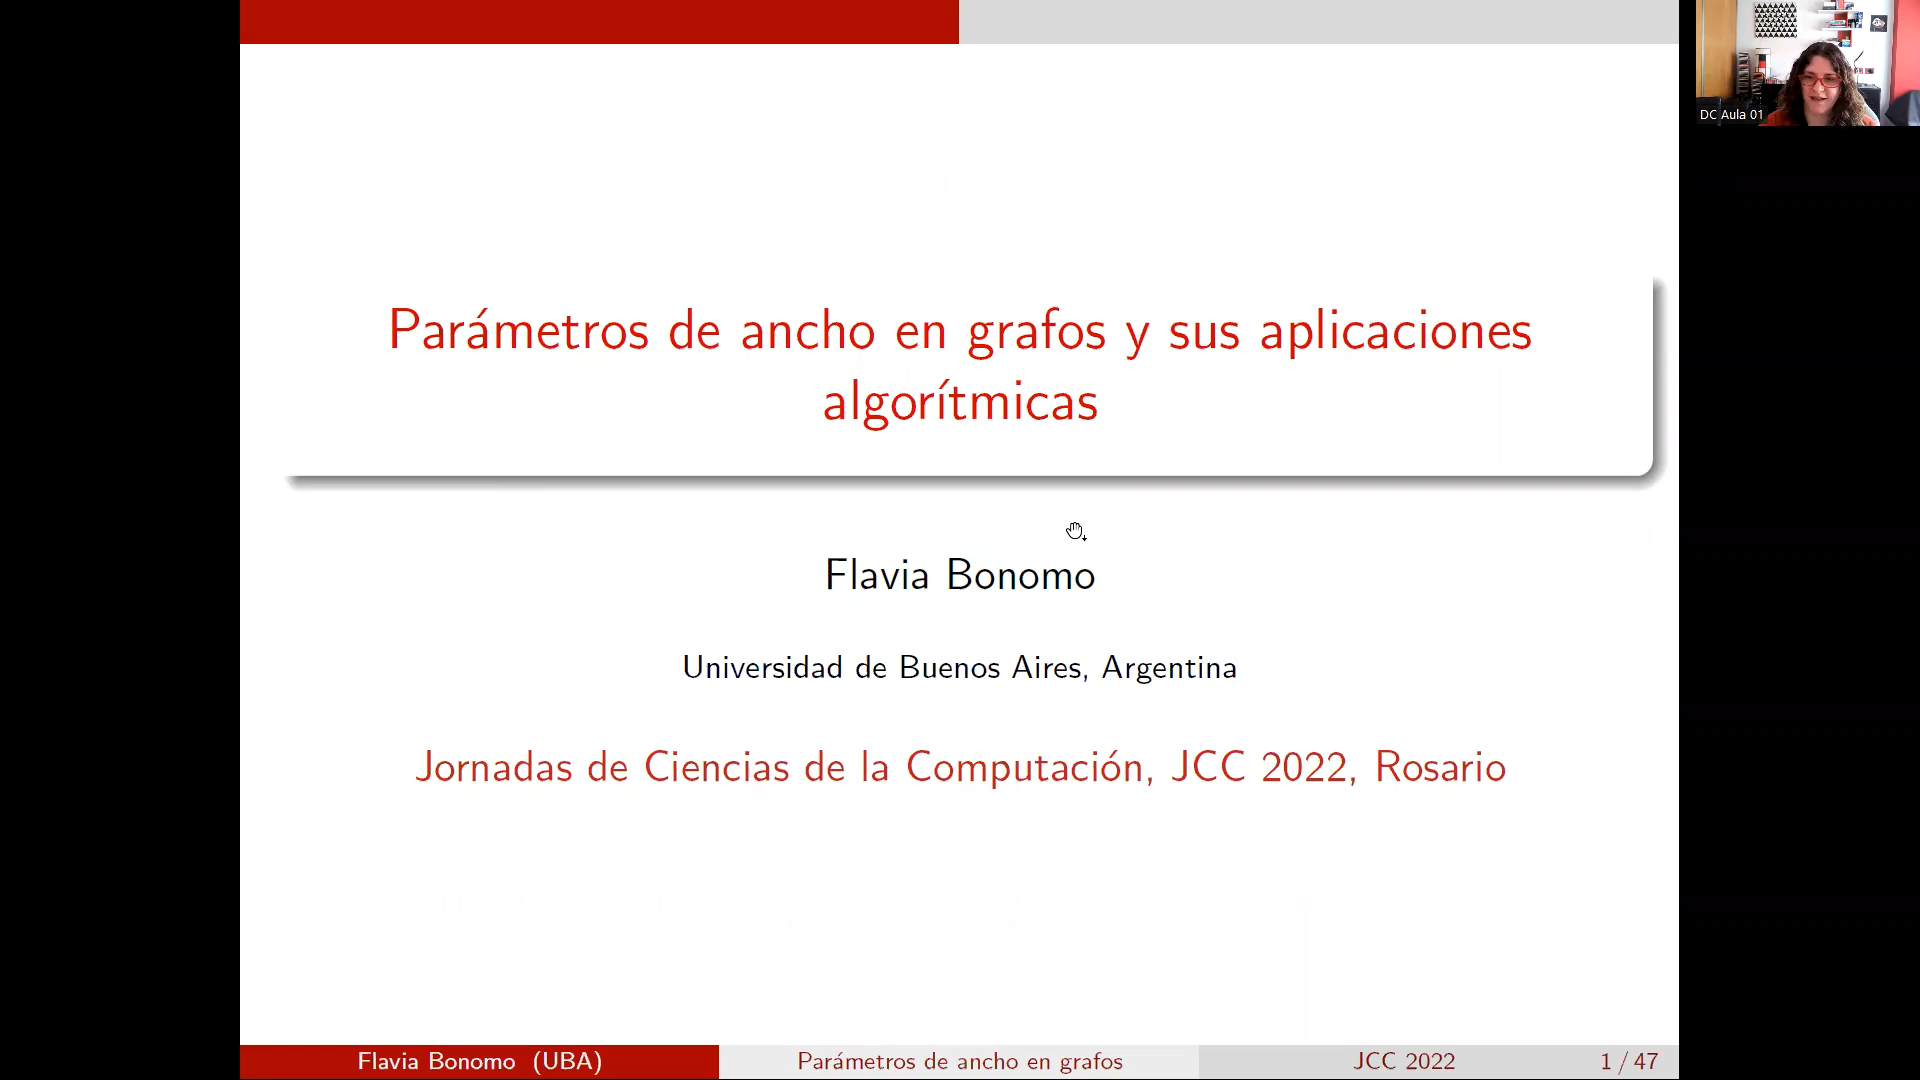 DC Aula 01
Parámetros de ancho en grafos y sus aplicaciones
algorítmicas
Flavia Bonomo
Universidad de Buenos Aires, Argentina
Jornadas de Ciencias de la Computación, JCC 2022, Rosario
Flavia Bonomo (UBA)
Parámetros de ancho en grafos
JCC 2022
1 / 47